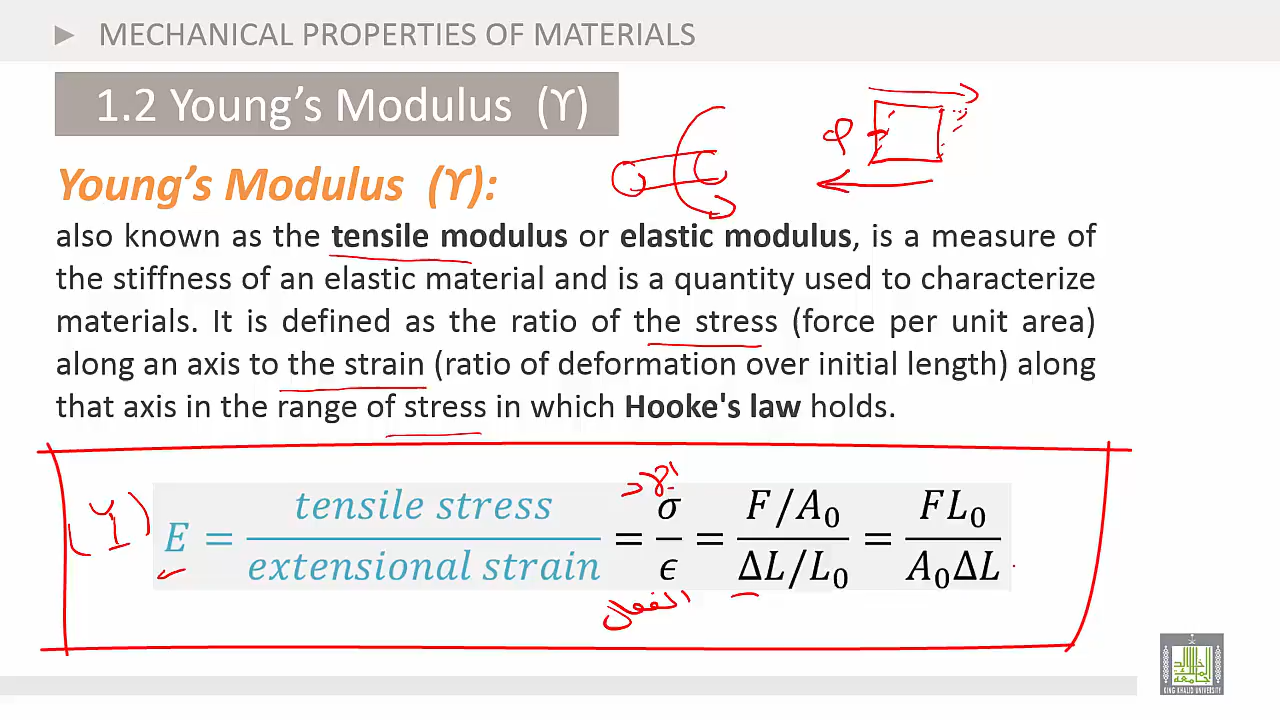 ► MECHANICAL PROPERTIES OF MATERIALS
1.2 Young's Modulus (ϒ)
Young's Modulus (ϒ):
also known as the tensile modulus or elastic modulus, is a measure of
the stiffness of an elastic material and is a quantity used to characterize
materials. It is defined as the ratio of the stress (force per unit area)
along an axis to the strain (ratio of deformation over initial length) along
that axis in the range of stress in which Hooke's law holds.
(Y) E = tensile stress / extensional strain = σ / ϵ = F/A₀ / ΔL/L₀ = FL₀ / A₀ΔL
KING KHALID UNIVERSITY